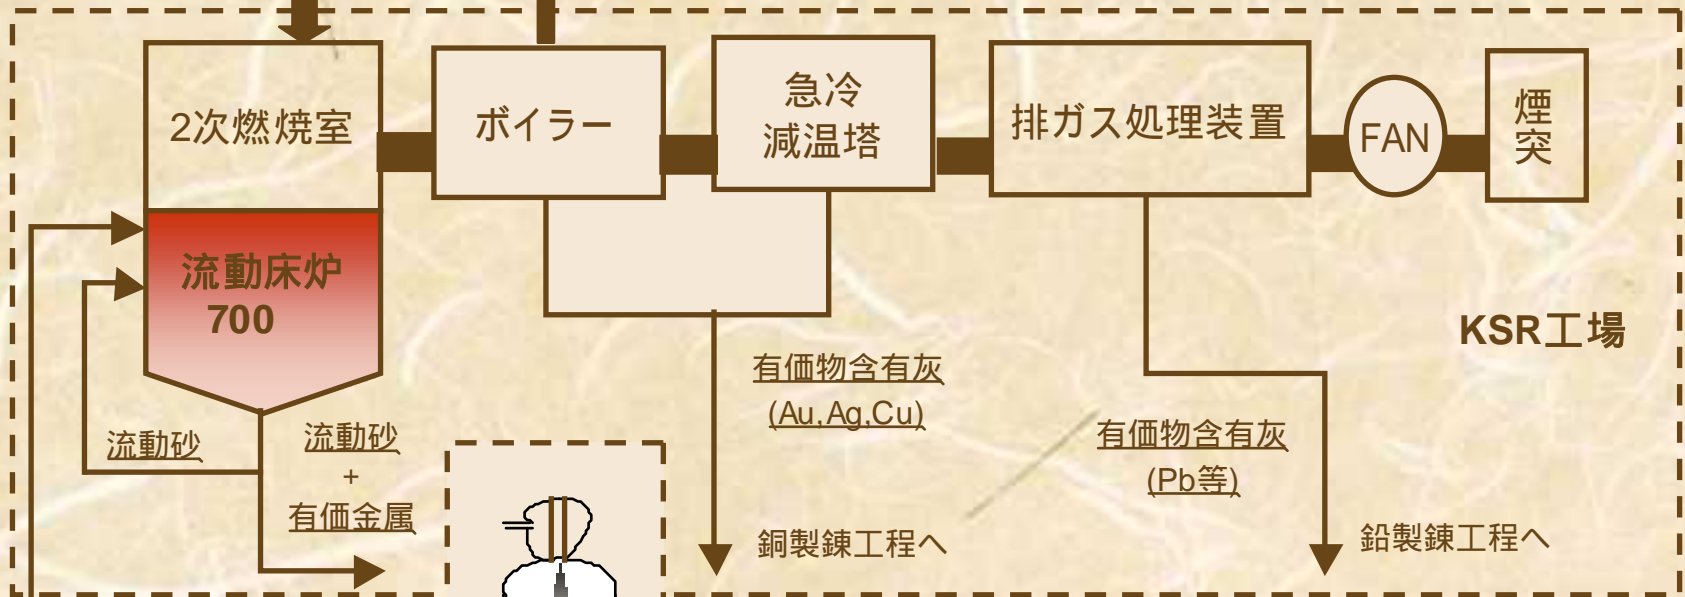 2次燃焼室
ボイラー
急冷
減温塔
排ガス処理装置
FAN
煙
突
流動床炉
700
KSR工場
有価物含有灰
(Au,Ag,Cu)
有価物含有灰
(Pb等)
流動砂
流動砂
+
有価金属
銅製錬工程へ
鉛製錬工程へ